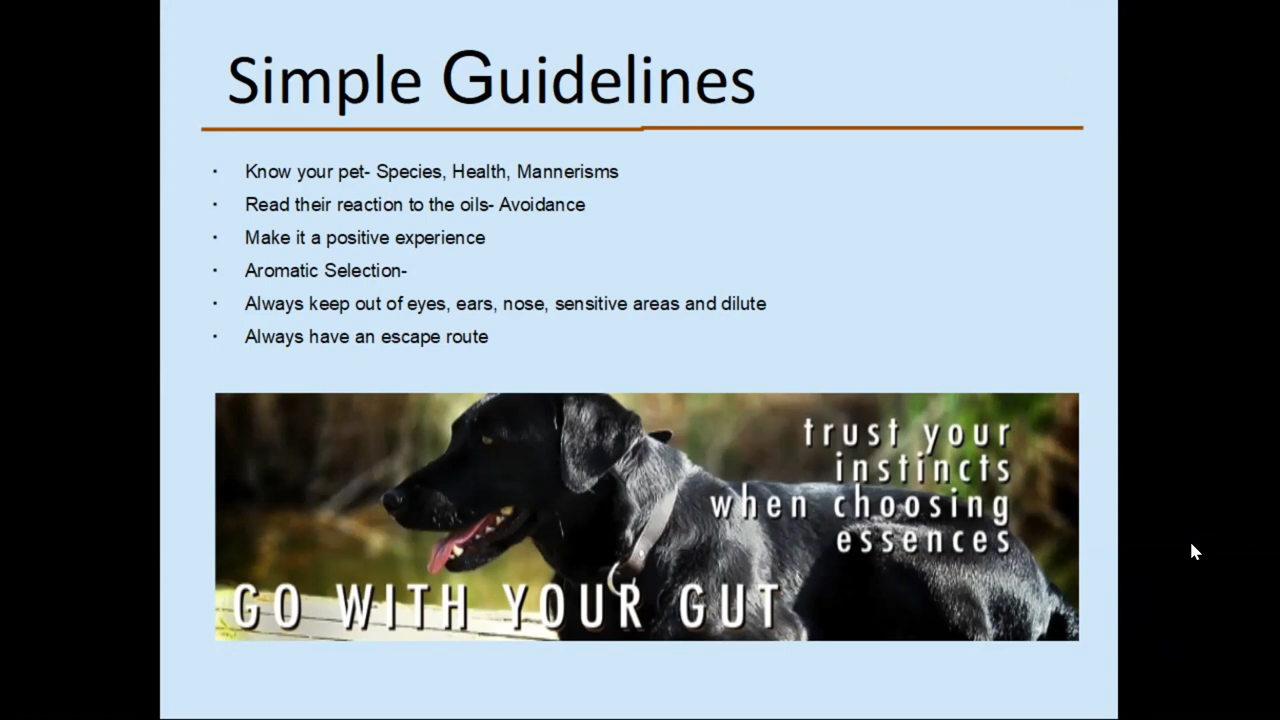 Simple Guidelines
· Know your pet- Species, Health, Mannerisms
· Read their reaction to the oils- Avoidance
· Make it a positive experience
· Aromatic Selection-
· Always keep out of eyes, ears, nose, sensitive areas and dilute
· Always have an escape route
trust your
instincts
when choosing
essences
GO WITH YOUR GUT